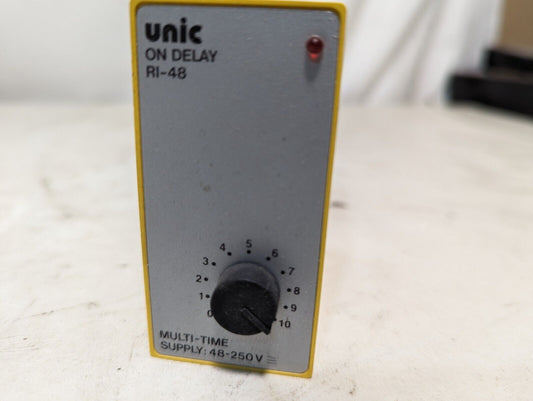 unic
ON DELAY
RI-48
5
4 6
3 7
2 8
1 9
0 10
MULTI-TIME
SUPPLY: 48-250V